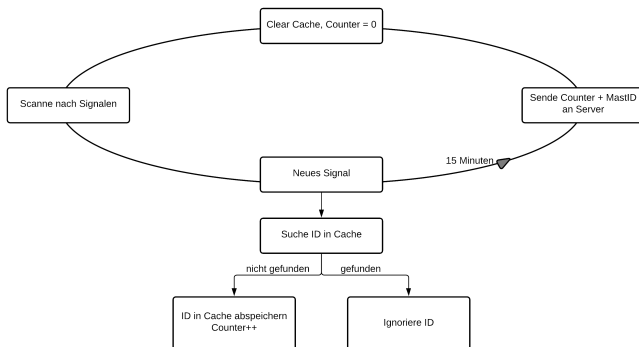 Clear Cache, Counter = 0
Scanne nach Signalen
Sende Counter + MastID
an Server
15 Minuten
Neues Signal
Suche ID in Cache
nicht gefunden
gefunden
ID in Cache abspeichern
Counter++
Ignoriere ID